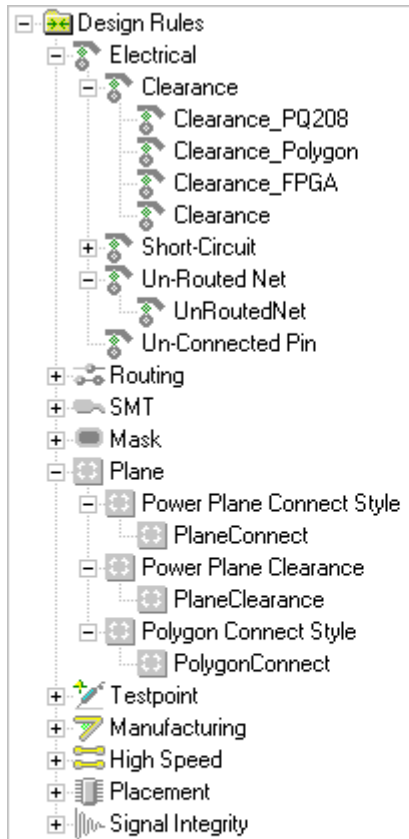 Design Rules
Electrical
Clearance
Clearance_PQ208
Clearance_Polygon
Clearance_FPGA
Clearance
Short-Circuit
Un-Routed Net
UnRoutedNet
Un-Connected Pin
Routing
SMT
Mask
Plane
Power Plane Connect Style
PlaneConnect
Power Plane Clearance
PlaneClearance
Polygon Connect Style
PolygonConnect
Testpoint
Manufacturing
High Speed
Placement
Signal Integrity